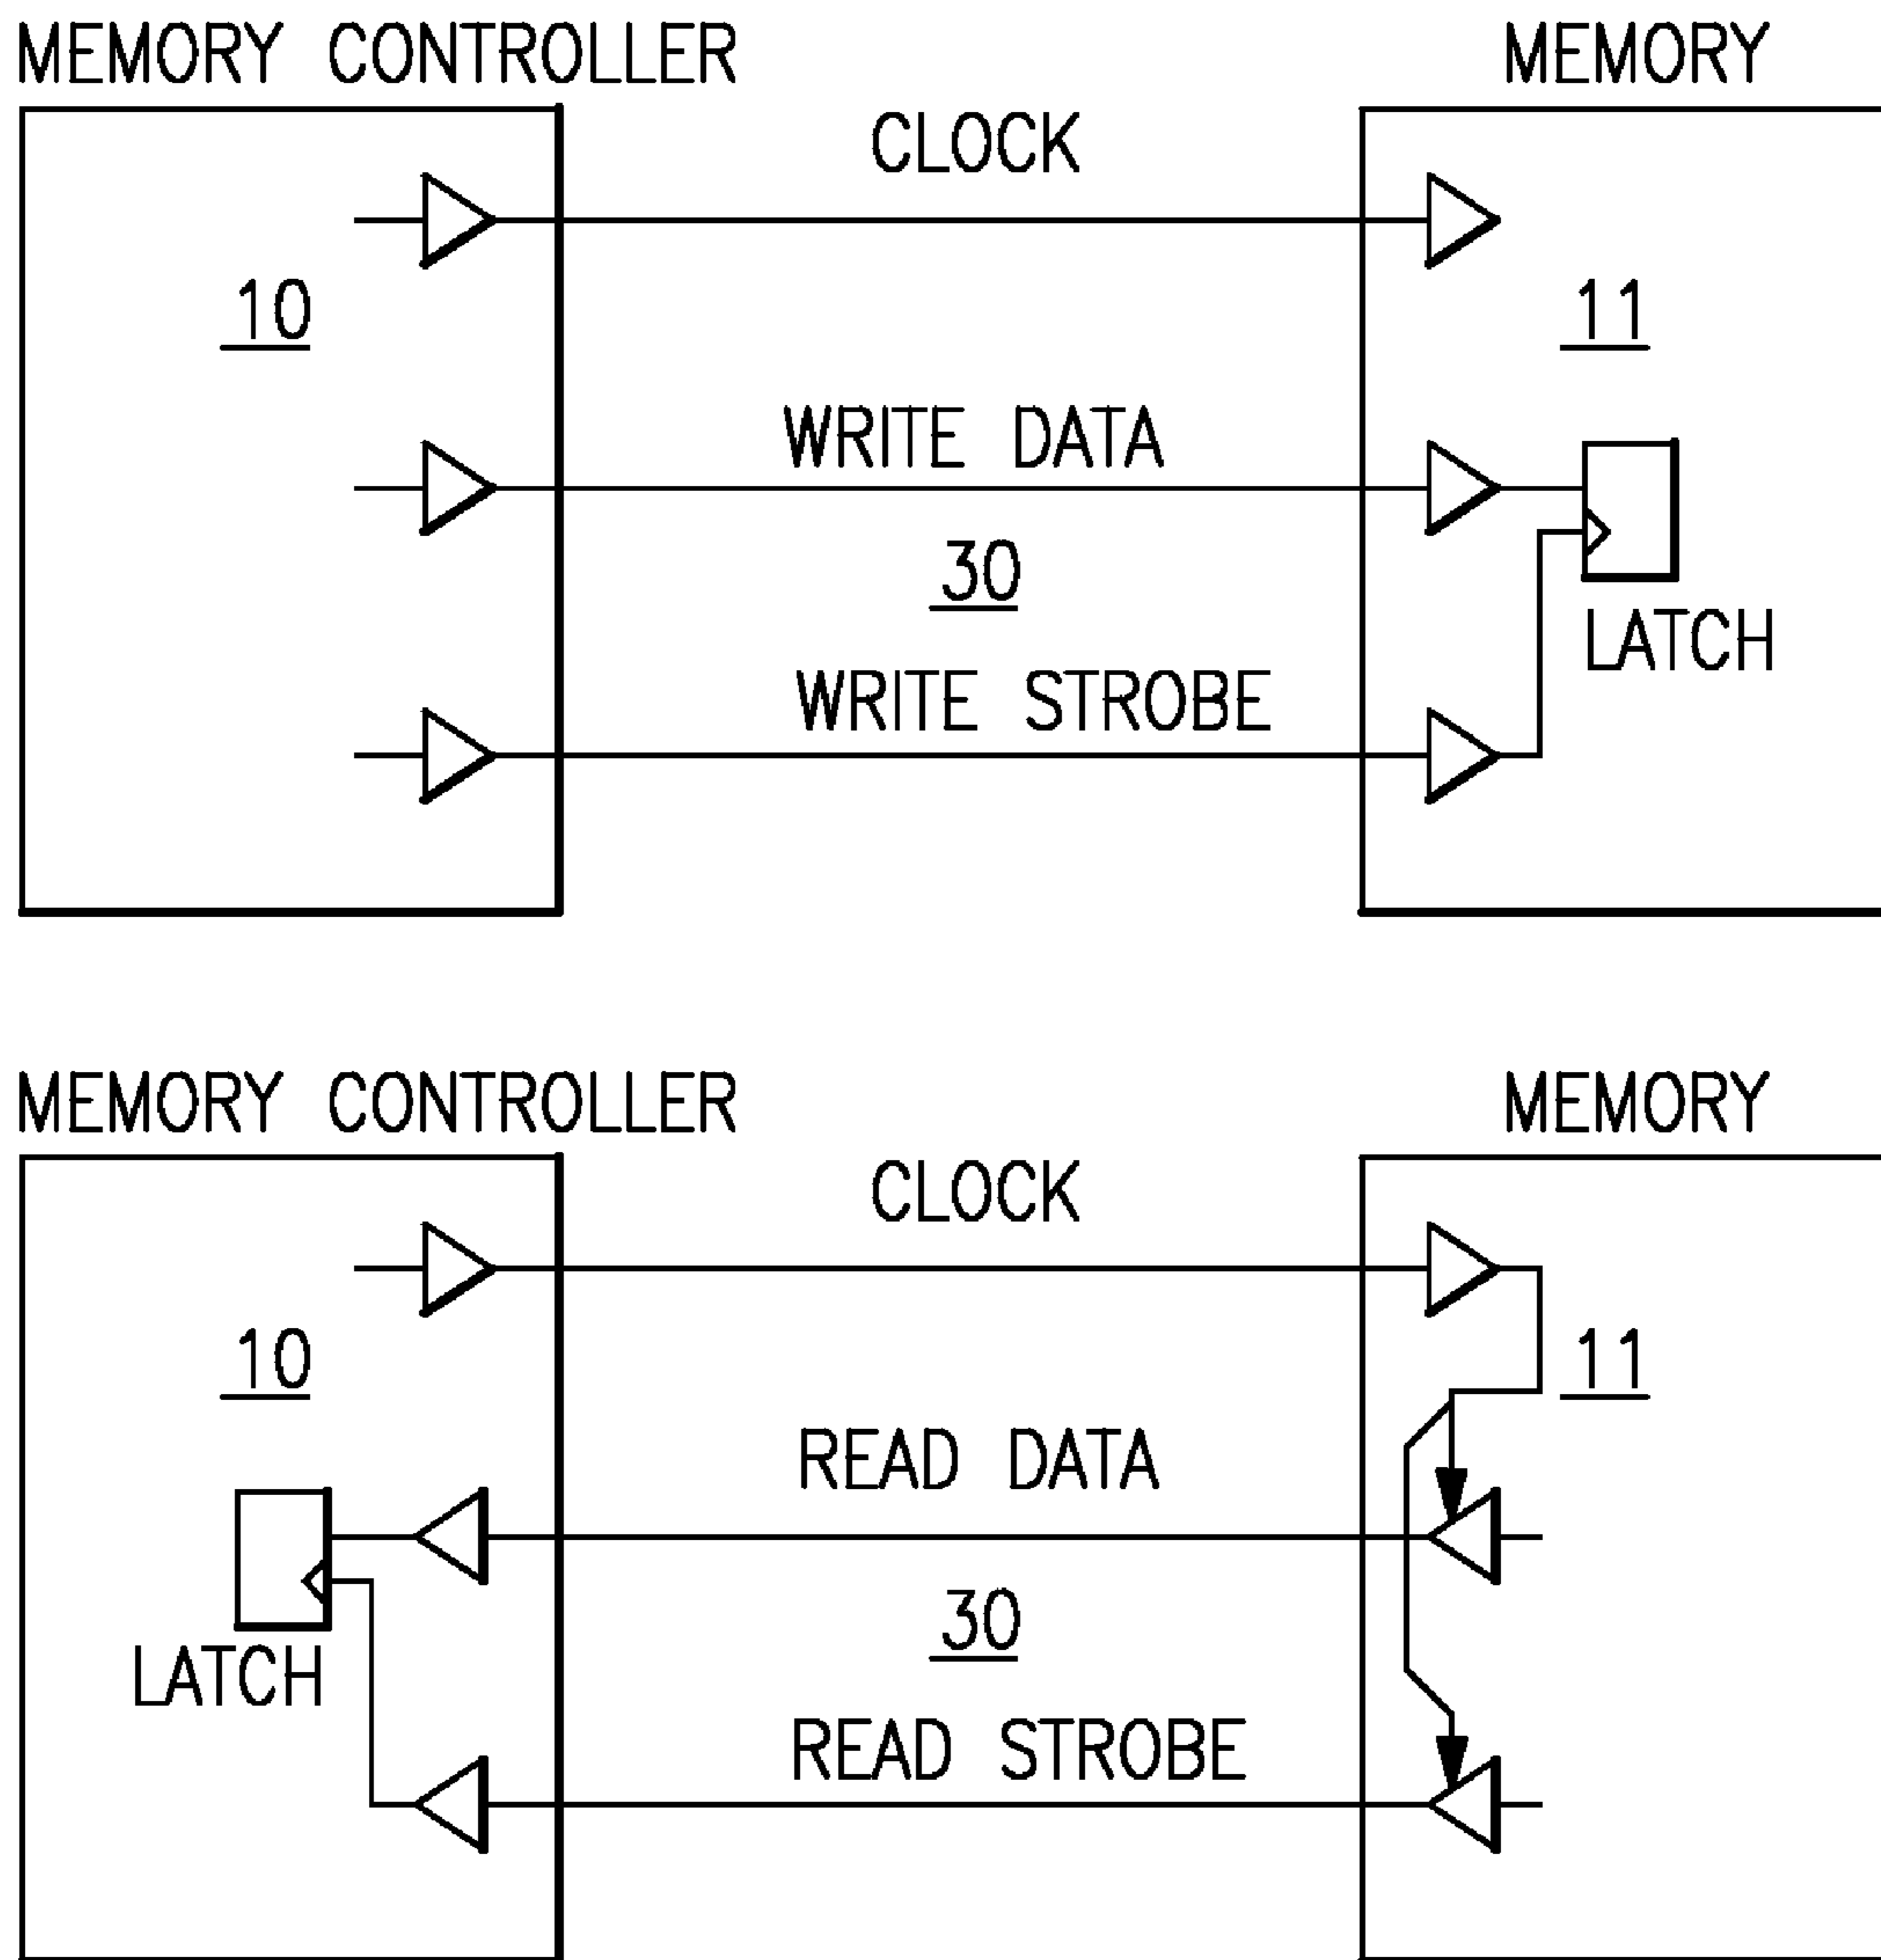 MEMORY CONTROLLER MEMORY
CLOCK
10 11
WRITE DATA
30
LATCH
WRITE STROBE
MEMORY CONTROLLER MEMORY
CLOCK
10 11
READ DATA
30
LATCH
READ STROBE